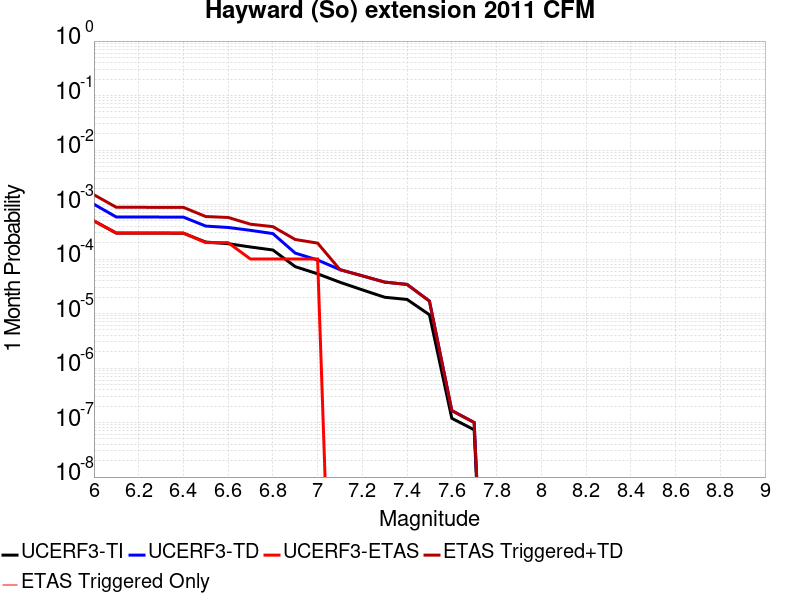 Hayward (So) extension 2011 CFM
1 Month Probability
10^0
10^-1
10^-2
10^-3
10^-4
10^-5
10^-6
10^-7
10^-8
6 6.2 6.4 6.6 6.8 7 7.2 7.4 7.6 7.8 8 8.2 8.4 8.6 8.8 9
Magnitude
UCERF3-TI UCERF3-TD UCERF3-ETAS ETAS Triggered+TD
ETAS Triggered Only